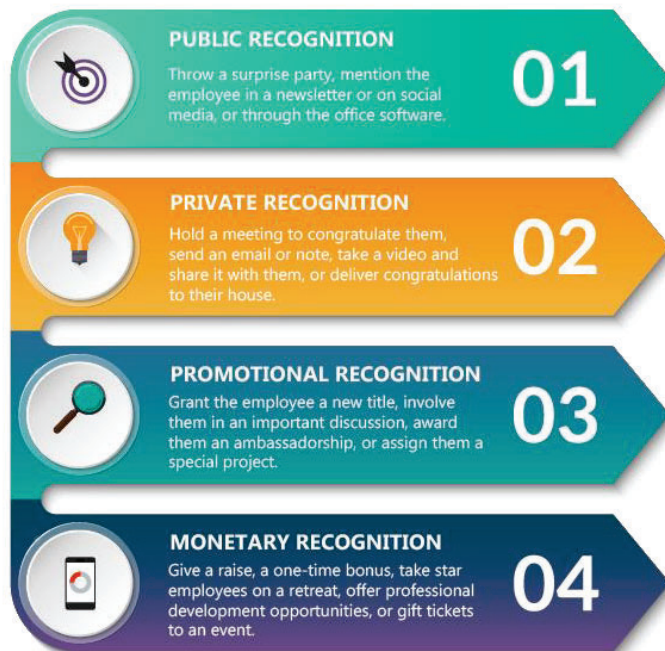 PUBLIC RECOGNITION
Throw a surprise party, mention the
employee in a newsletter or on social
media, or through the office software.
01
PRIVATE RECOGNITION
Hold a meeting to congratulate them,
send an email or note, take a video and
share it with them, or deliver congratulations
to their house.
02
PROMOTIONAL RECOGNITION
Grant the employee a new title, involve
them in an important discussion, award
them an ambassadorship, or assign them a
special project.
03
MONETARY RECOGNITION
Give a raise, a one-time bonus, take star
employees on a retreat, offer professional
development opportunities, or gift tickets
to an event.
04